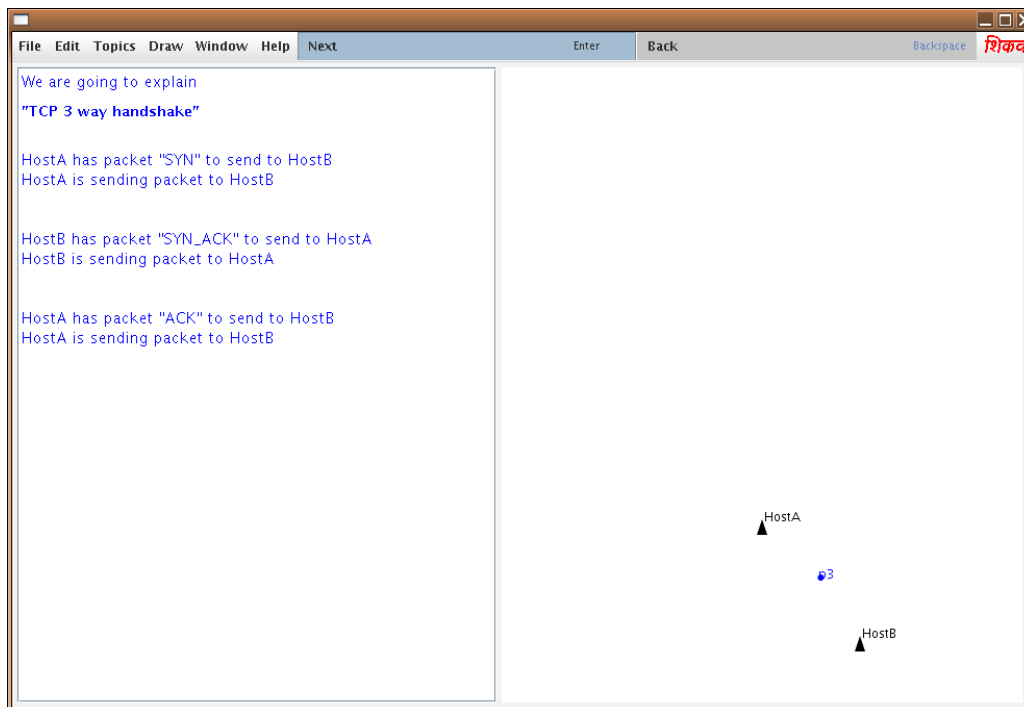 File Edit Topics Draw Window Help Next Enter Back Backspace
We are going to explain
"TCP 3 way handshake"
HostA has packet "SYN" to send to HostB
HostA is sending packet to HostB
HostB has packet "SYN_ACK" to send to HostA
HostB is sending packet to HostA
HostA has packet "ACK" to send to HostB
HostA is sending packet to HostB
HostA
p3
HostB